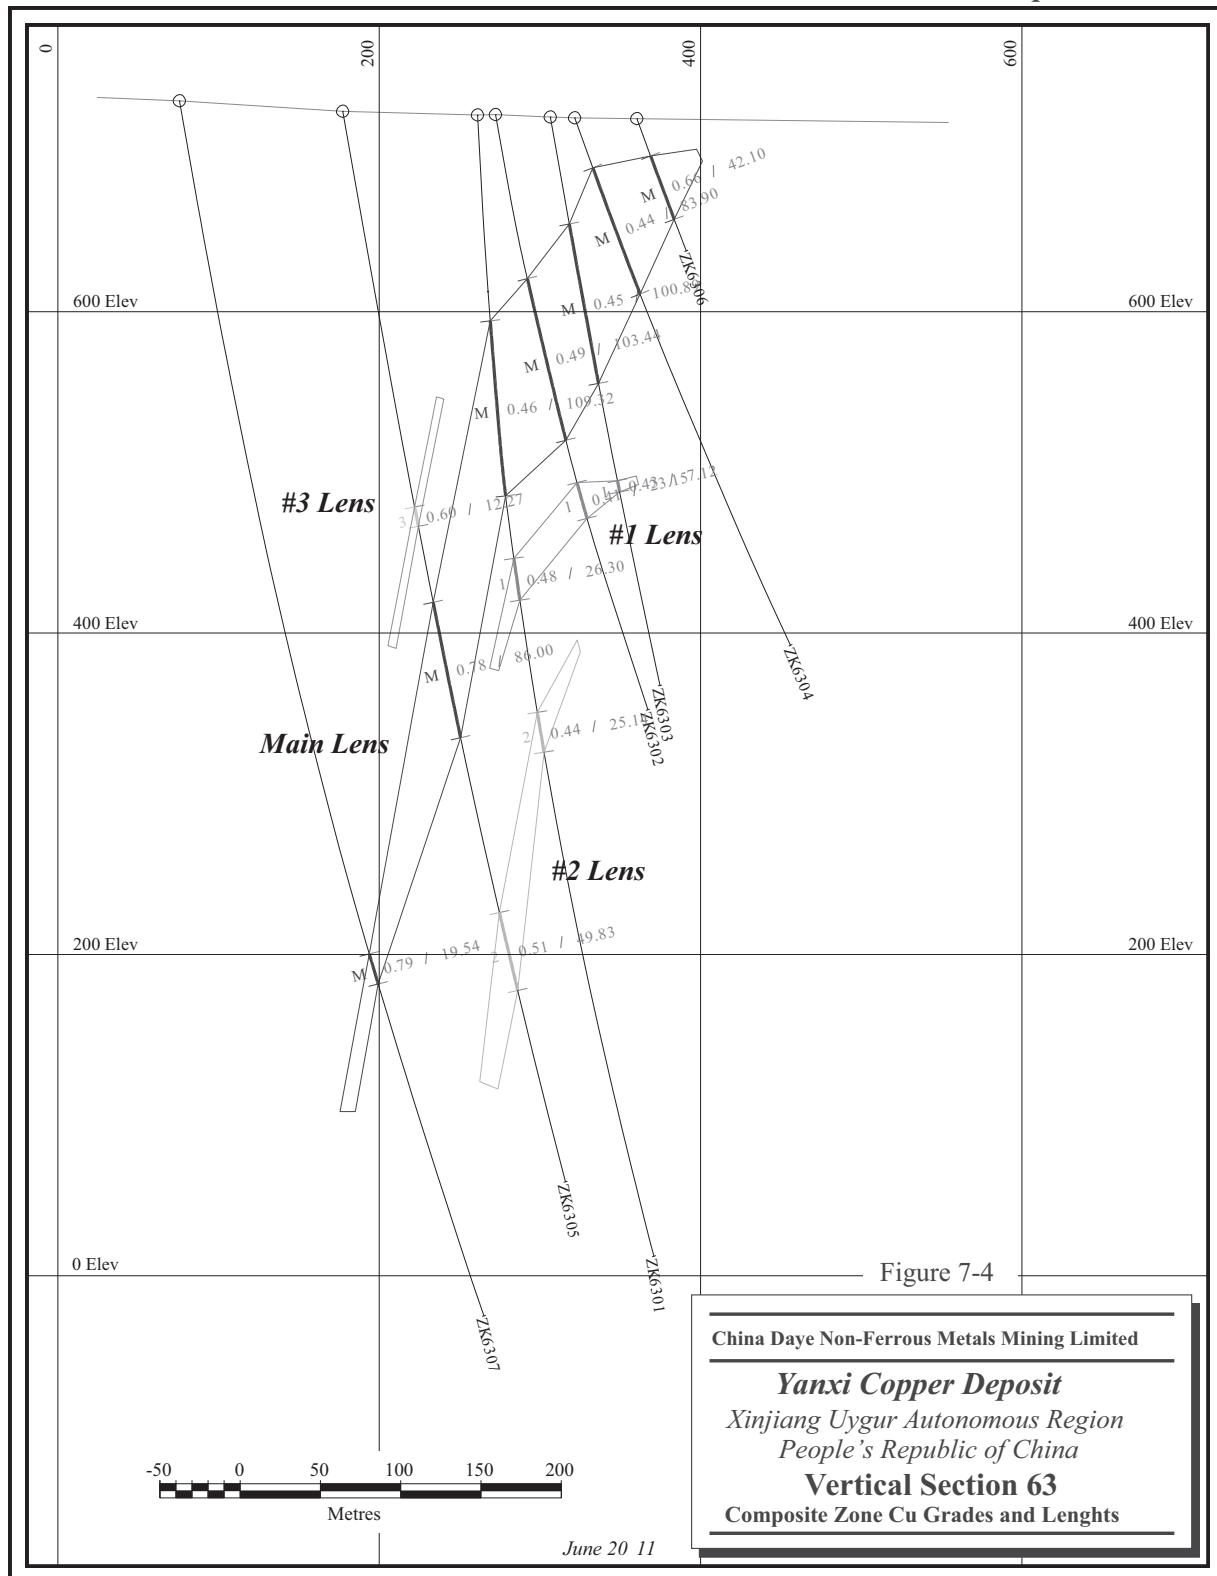 0
200
400
600
0.66 / 42.10
M
0.44 / 83.90
M
'ZK6306
600 Elev
600 Elev
0.45
M
0.49 / 103.44
M
0.46 / 109.32
M
#3 Lens
3
0.60 / 12.27
1
1
#1 Lens
0.48 / 26.30
1
400 Elev
400 Elev
0.78 / 86.00
M
'ZK6304
'ZK6303
'ZK6302
Main Lens
2
0.44 /
#2 Lens
200 Elev
200 Elev
M
0.79 / 19.54
2
0.51 / 49.83
'ZK6305
0 Elev
'ZK6301
'ZK6307
Figure 7-4
China Daye Non-Ferrous Metals Mining Limited
Yanxi Copper Deposit
Xinjiang Uygur Autonomous Region
People's Republic of China
Vertical Section 63
Composite Zone Cu Grades and Lenghts
-50 0 50 100 150 200
Metres
June 20 11